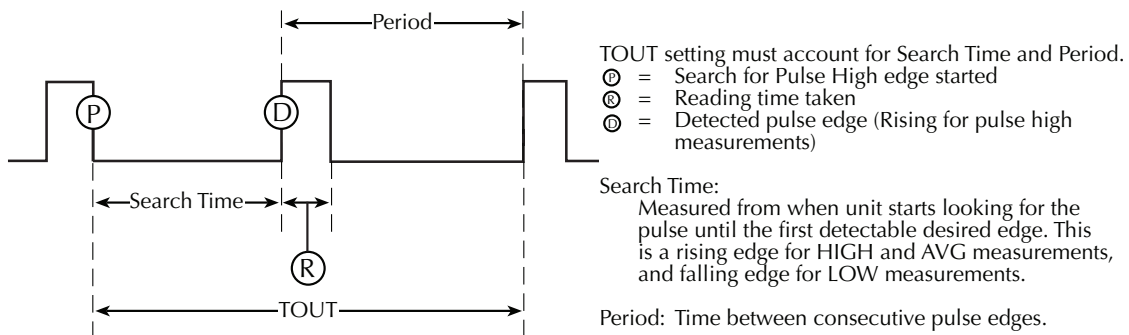 Period
TOUT setting must account for Search Time and Period.
Ⓟ = Search for Pulse High edge started
Ⓡ = Reading time taken
Ⓓ = Detected pulse edge (Rising for pulse high
measurements)
P
D
Search Time
R
TOUT
Search Time:
Measured from when unit starts looking for the
pulse until the first detectable desired edge. This
is a rising edge for HIGH and AVG measurements,
and falling edge for LOW measurements.
Period: Time between consecutive pulse edges.